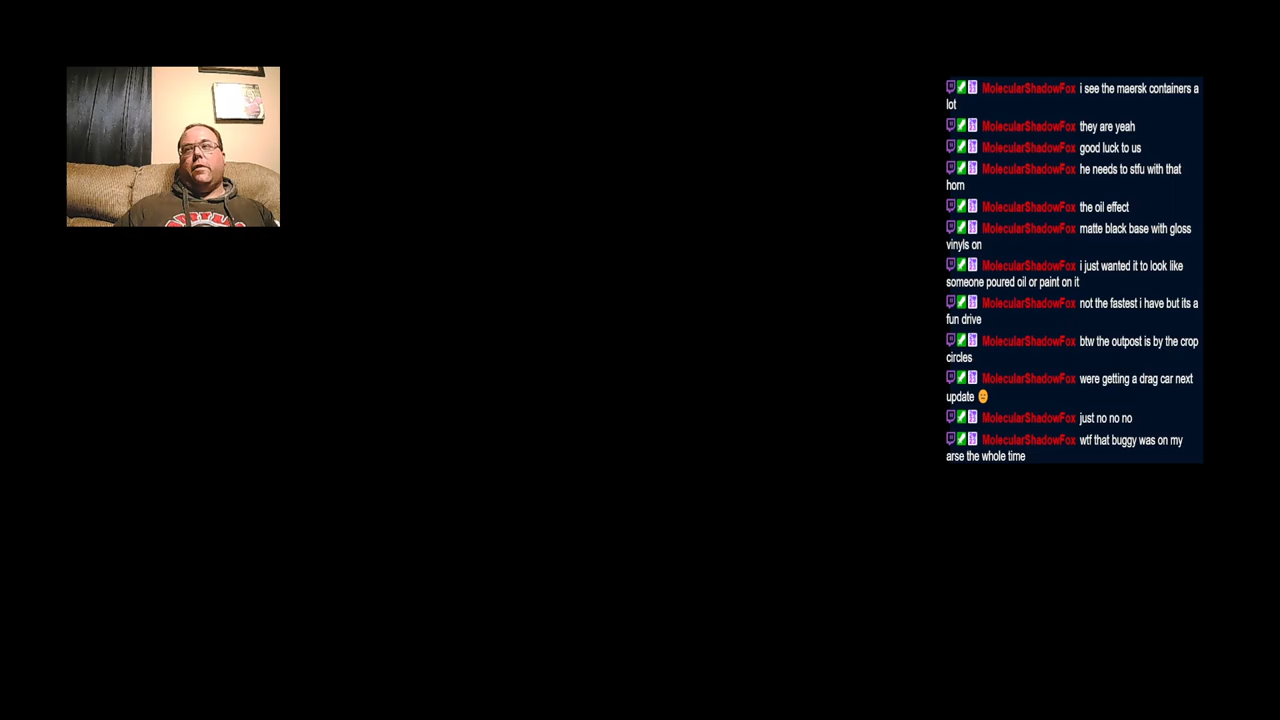 MolecularShadowFox i see the maersk containers a
lot
MolecularShadowFox they are yeah
MolecularShadowFox good luck to us
MolecularShadowFox he needs to stfu with that
horn
MolecularShadowFox the oil effect
MolecularShadowFox matte black base with gloss
vinyls on
MolecularShadowFox i just wanted it to look like
someone poured oil or paint on it
MolecularShadowFox not the fastest i have but its a
fun drive
MolecularShadowFox btw the outpost is by the crop
circles
MolecularShadowFox were getting a drag car next
update
MolecularShadowFox just no no no
MolecularShadowFox wtf that buggy was on my
arse the whole time